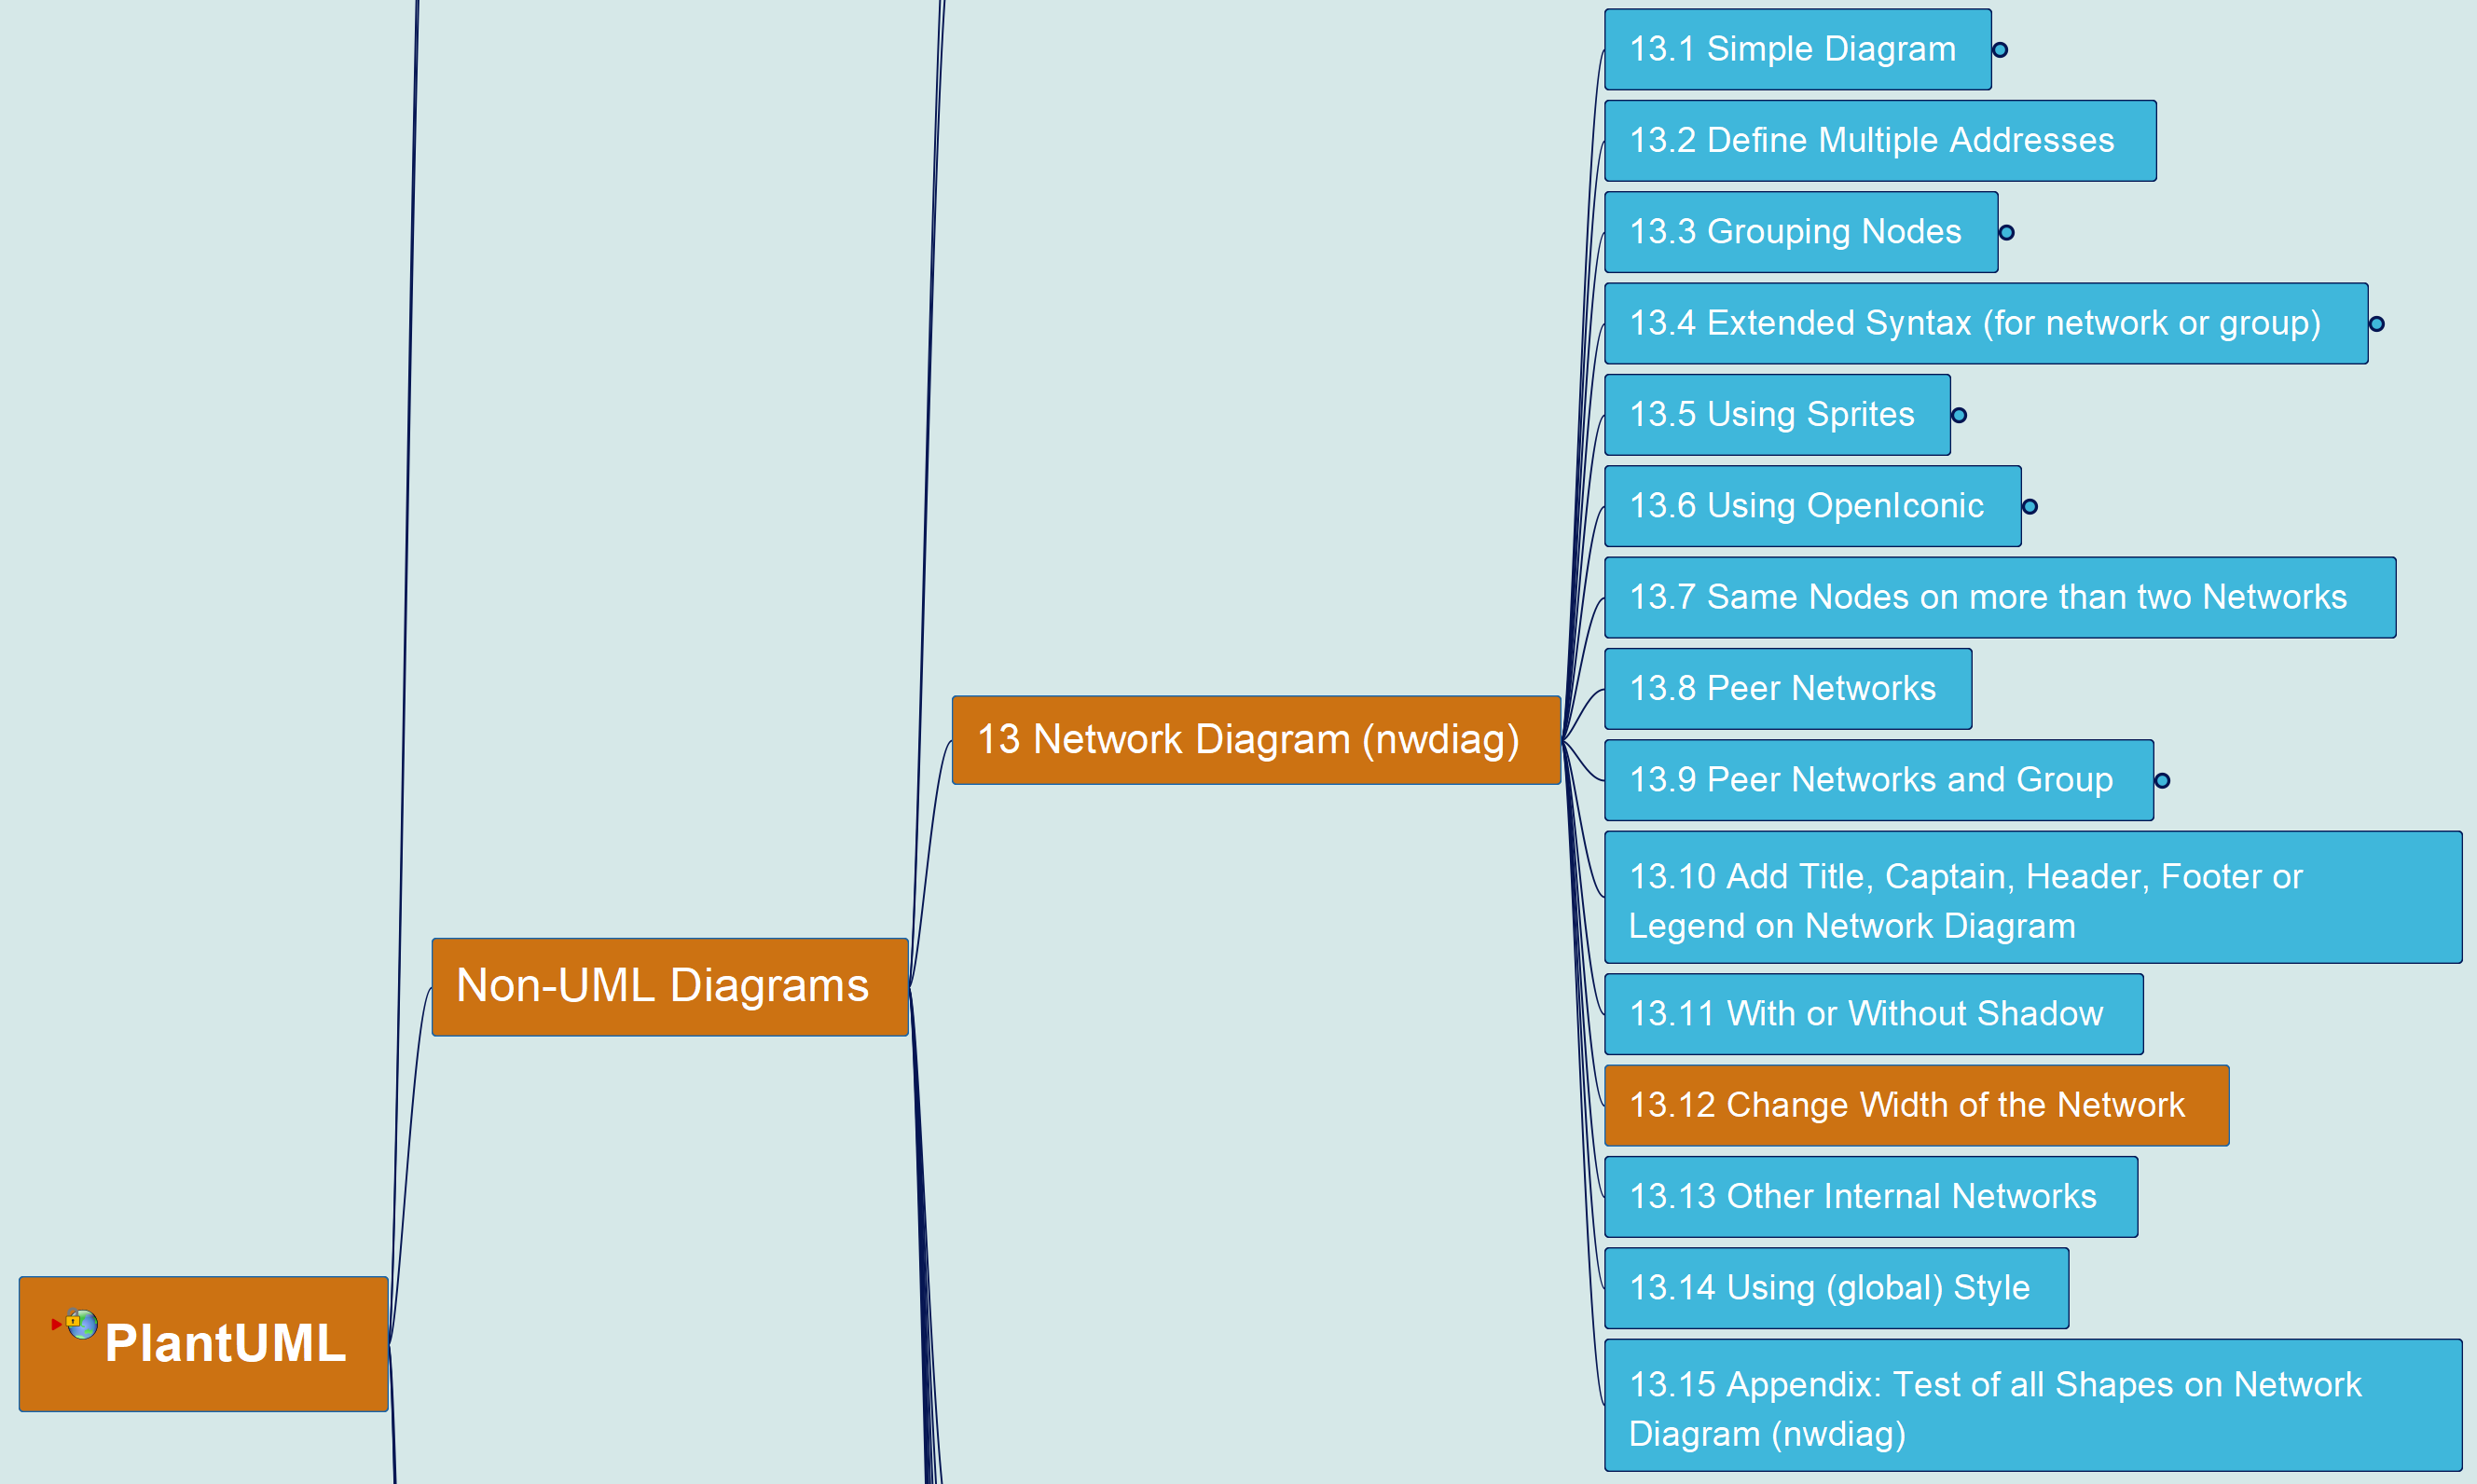 13.1 Simple Diagram
13.2 Define Multiple Addresses
13.3 Grouping Nodes
13.4 Extended Syntax (for network or group)
13.5 Using Sprites
13.6 Using OpenIconic
13.7 Same Nodes on more than two Networks
13.8 Peer Networks
13 Network Diagram (nwdiag)
13.9 Peer Networks and Group
13.10 Add Title, Captain, Header, Footer or
Legend on Network Diagram
Non-UML Diagrams
13.11 With or Without Shadow
13.12 Change Width of the Network
13.13 Other Internal Networks
13.14 Using (global) Style
PlantUML
13.15 Appendix: Test of all Shapes on Network
Diagram (nwdiag)